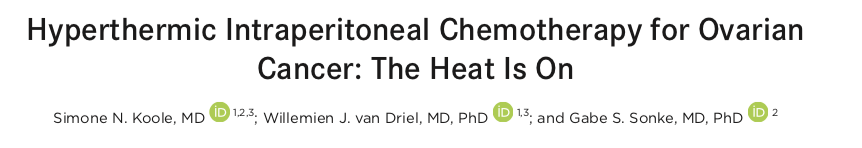 Hyperthermic Intraperitoneal Chemotherapy for Ovarian
Cancer: The Heat Is On
Simone N. Koole, MD iD 1,2,3; Willemien J. van Driel, MD, PhD iD 1,3; and Gabe S. Sonke, MD, PhD iD 2